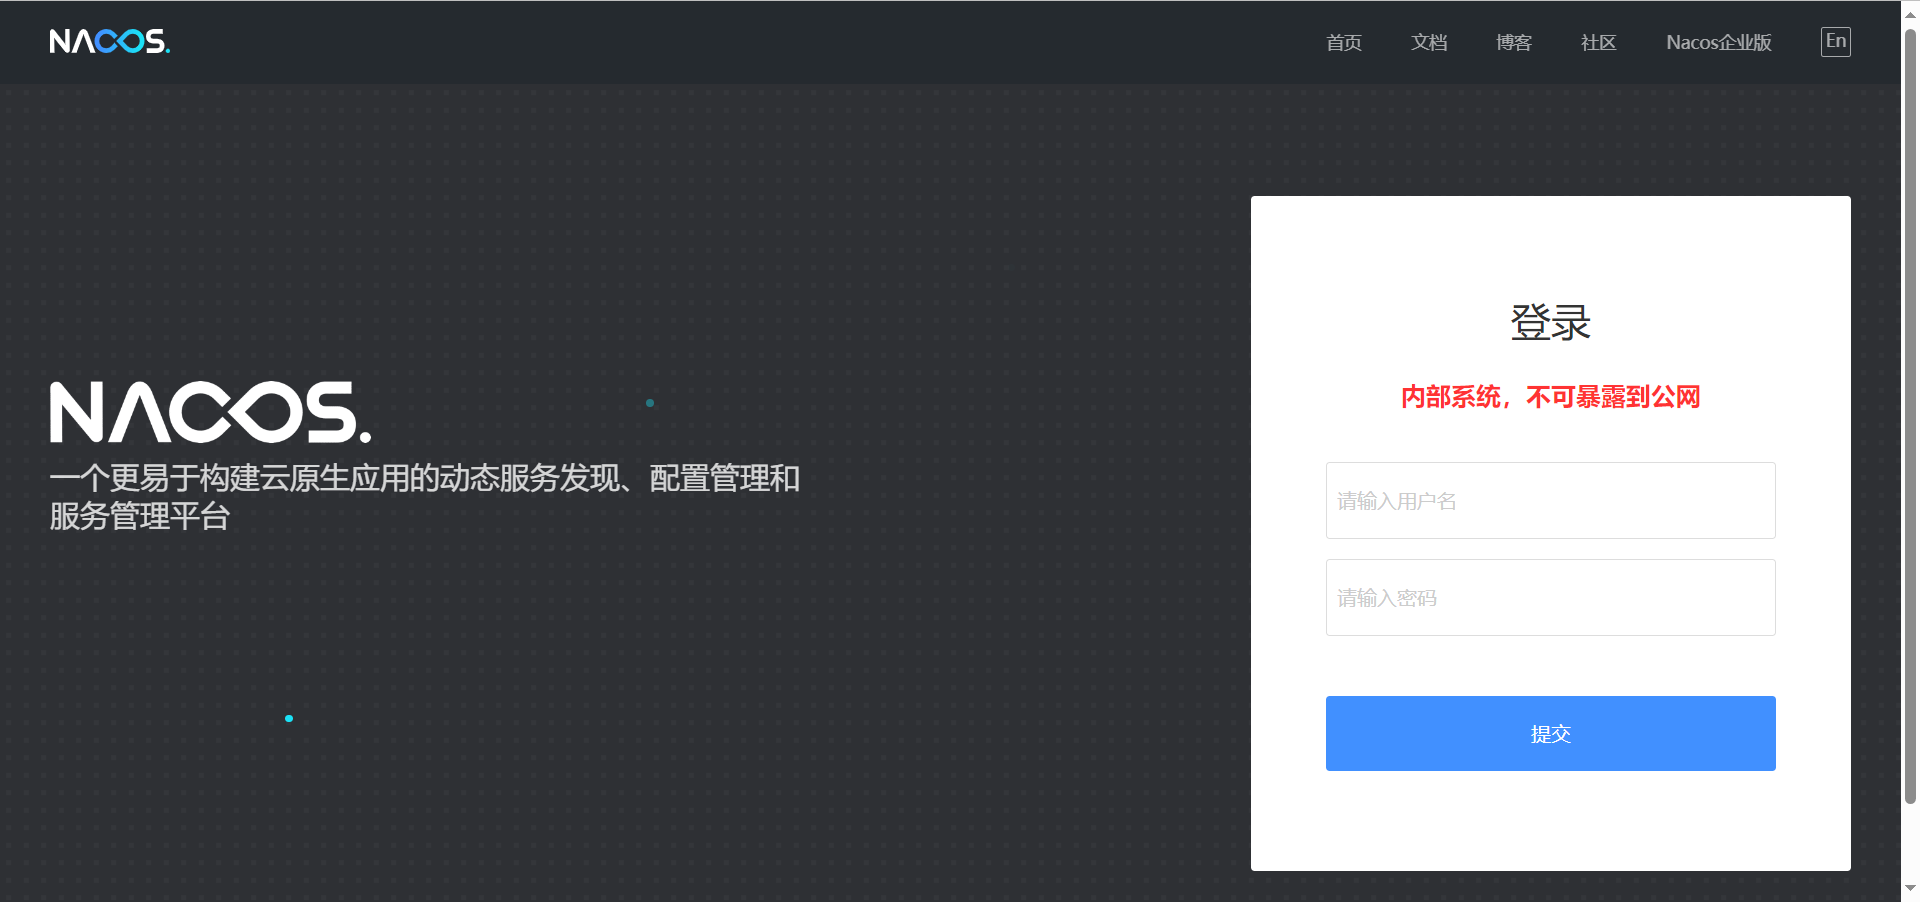 NACOS.
首页 文档 博客 社区 Nacos企业版 En
NACOS.
一个更易于构建云原生应用的动态服务发现、配置管理和
服务管理平台
登录
内部系统，不可暴露到公网
请输入用户名
请输入密码
提交